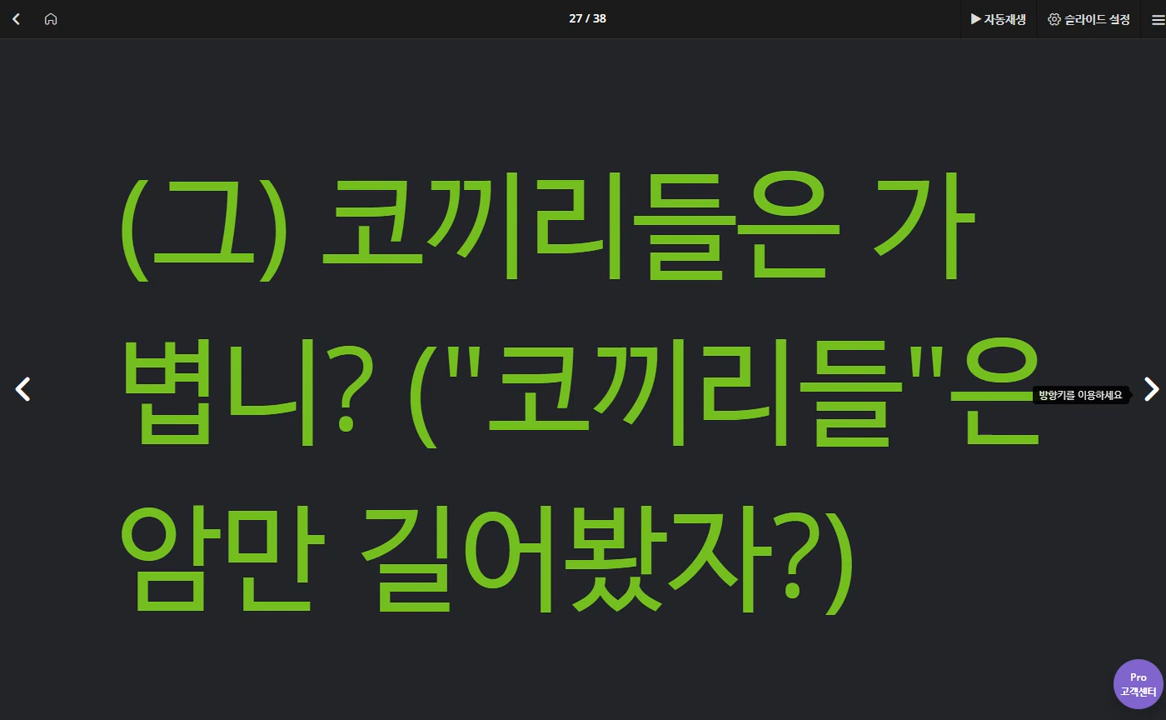 27 / 38
자동재생
슬라이드 설정
(그) 코끼리들은 가
볍니? ("코끼리들"은
방향키를 이용하세요
암만 길어봤자?)
Pro
고객센터